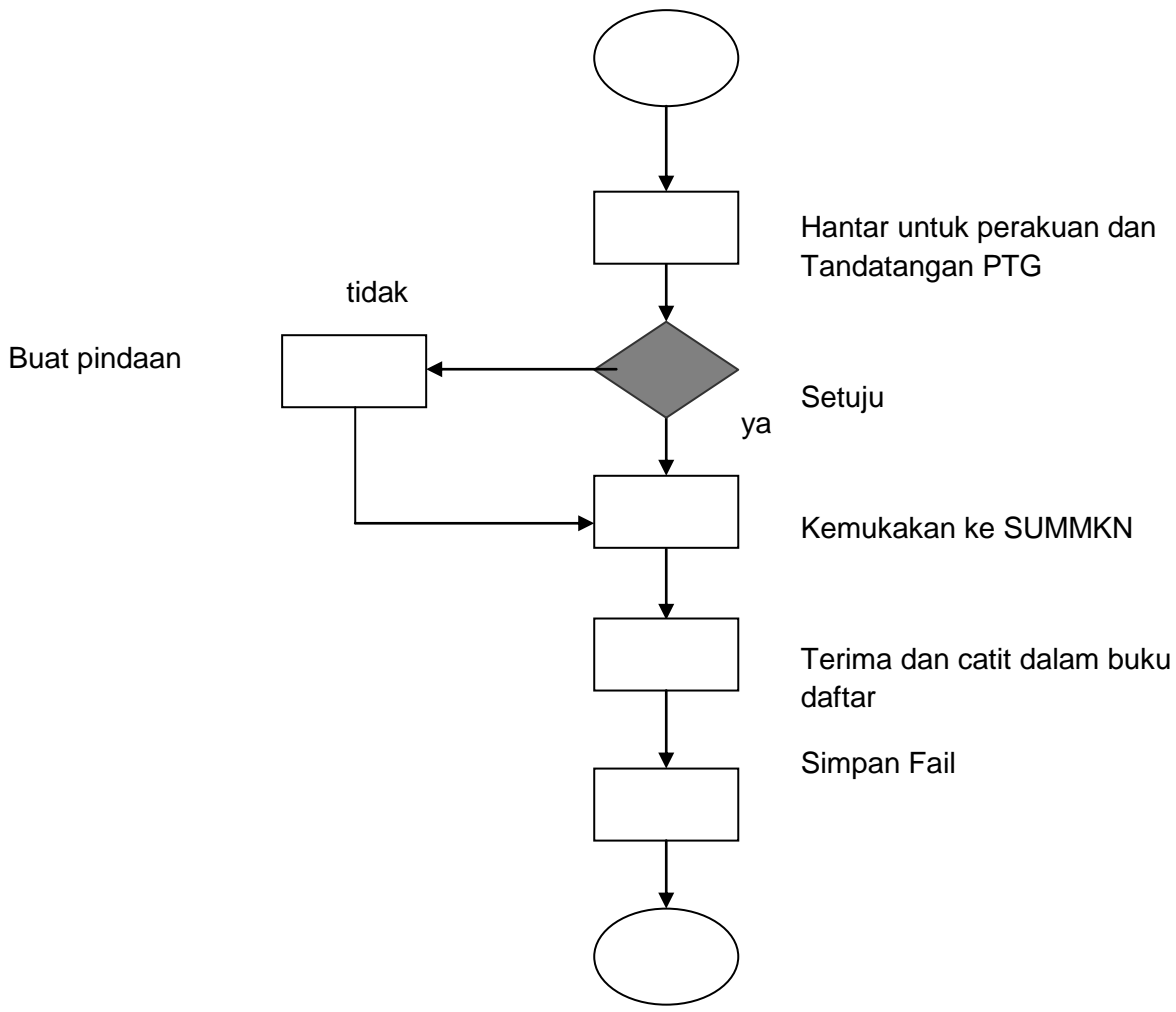 Hantar untuk perakuan dan
Tandatangan PTG
tidak
Buat pindaan
Setuju
ya
Kemukakan ke SUMMKN
Terima dan catit dalam buku
daftar
Simpan Fail